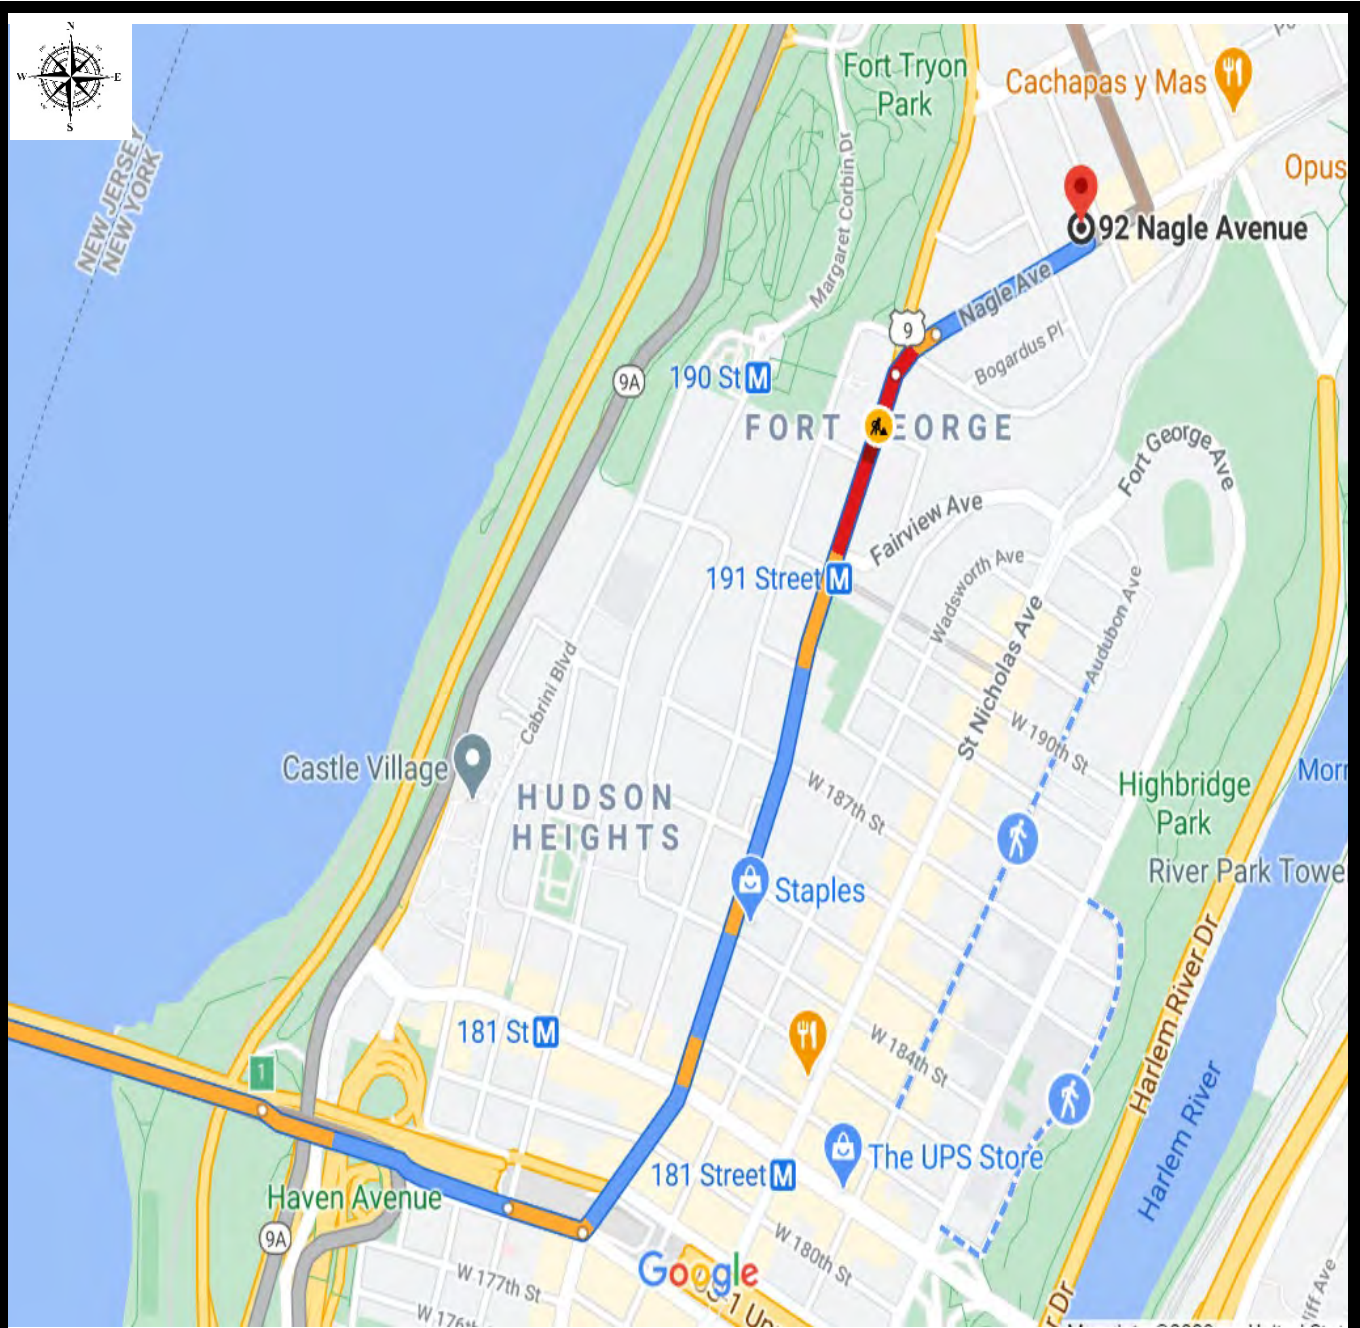 N
W
E
S
NEW JERSEY
NEW YORK
Fort Tryon
Park
Cachapas y Mas
Opus
Margaret Corbin Dr
92 Nagle Avenue
Nagle Ave
9
Bogardus Pl
9A
190 St M
FORT GEORGE
Fort George Ave
Fairview Ave
191 Street M
Wadsworth Ave
Audubon Ave
St Nicholas Ave
Cabrini Blvd
W 190th St
Castle Village
HUDSON
HEIGHTS
W 187th St
Highbridge
Park
Morr
River Park Towe
Staples
181 St M
W 184th St
1
Harlem River Dr
Harlem River
The UPS Store
181 Street M
Haven Avenue
9A
W 180th St
Google
W 177th St
W 176th
r Dr